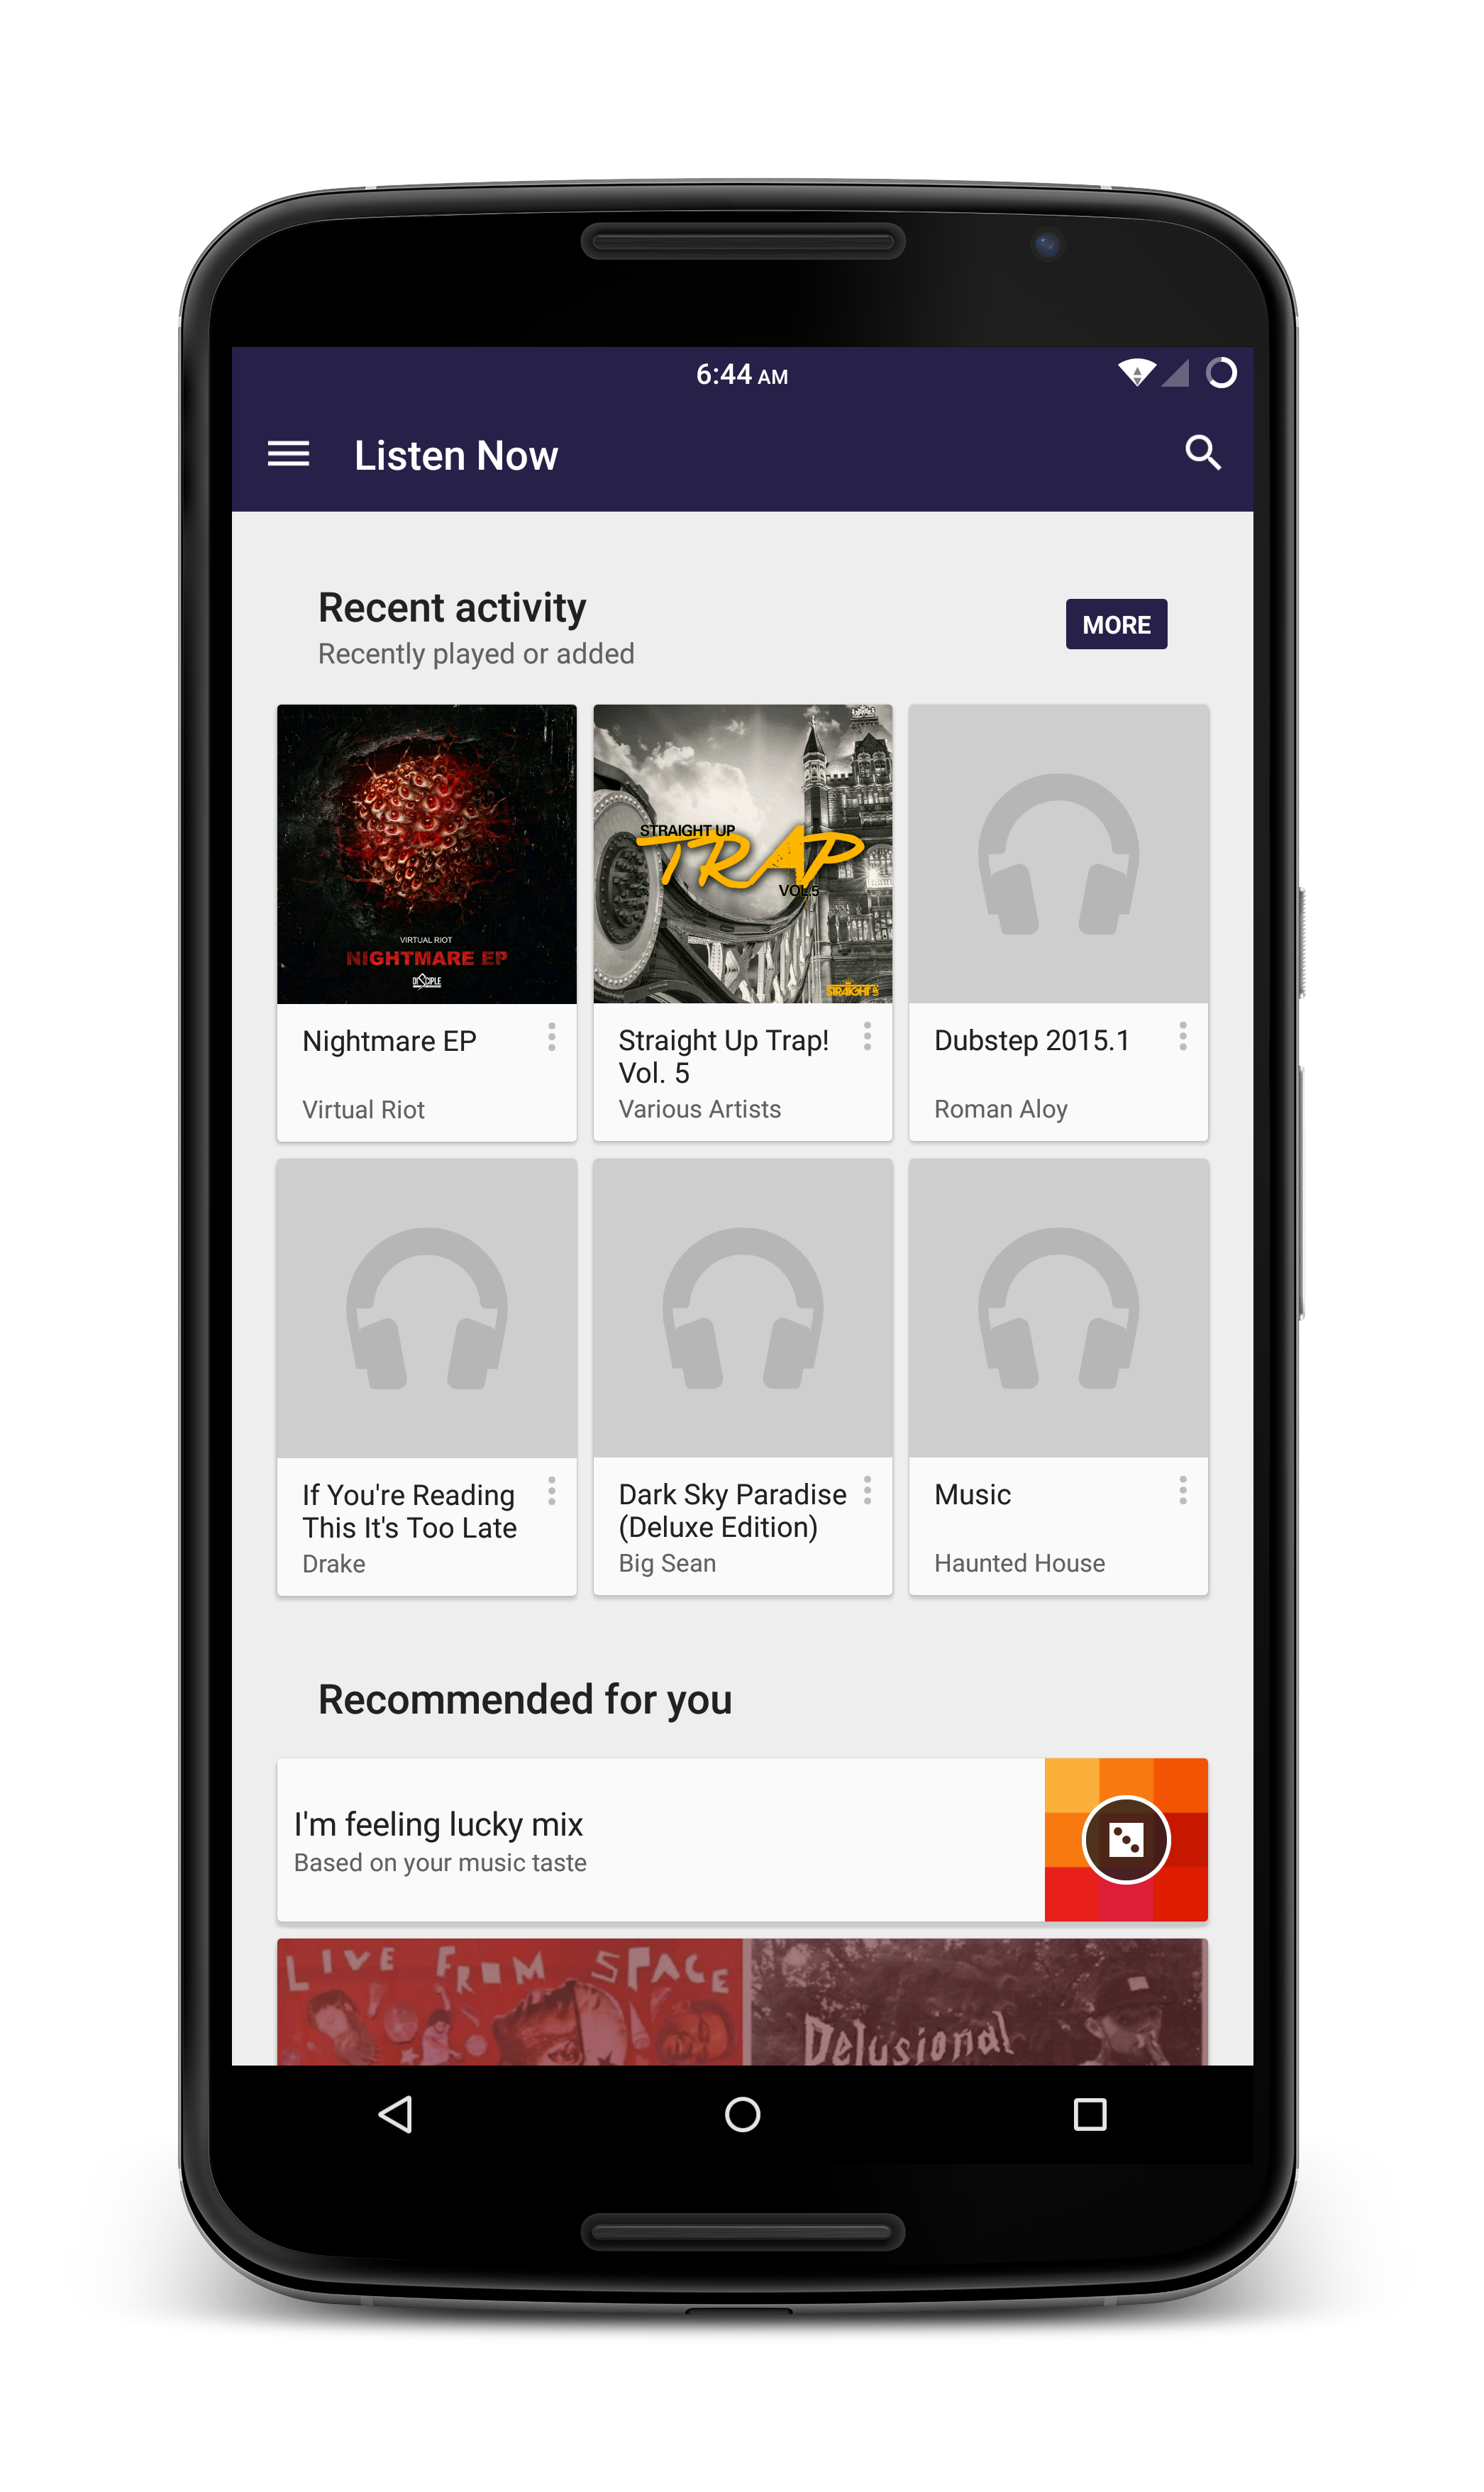 6:44 AM
Listen Now
Recent activity
Recently played or added
MORE
VIRTUAL RIOT
NIGHTMARE EP
DISCIPLE
STRAIGHT UP
TRAP
VOL.5
STRAIGHT UP
Nightmare EP
Virtual Riot
Straight Up Trap!
Vol. 5
Various Artists
Dubstep 2015.1
Roman Aloy
If You're Reading
This It's Too Late
Drake
Dark Sky Paradise
(Deluxe Edition)
Big Sean
Music
Haunted House
Recommended for you
I'm feeling lucky mix
Based on your music taste
LIVE FROM SPACE
Delusional